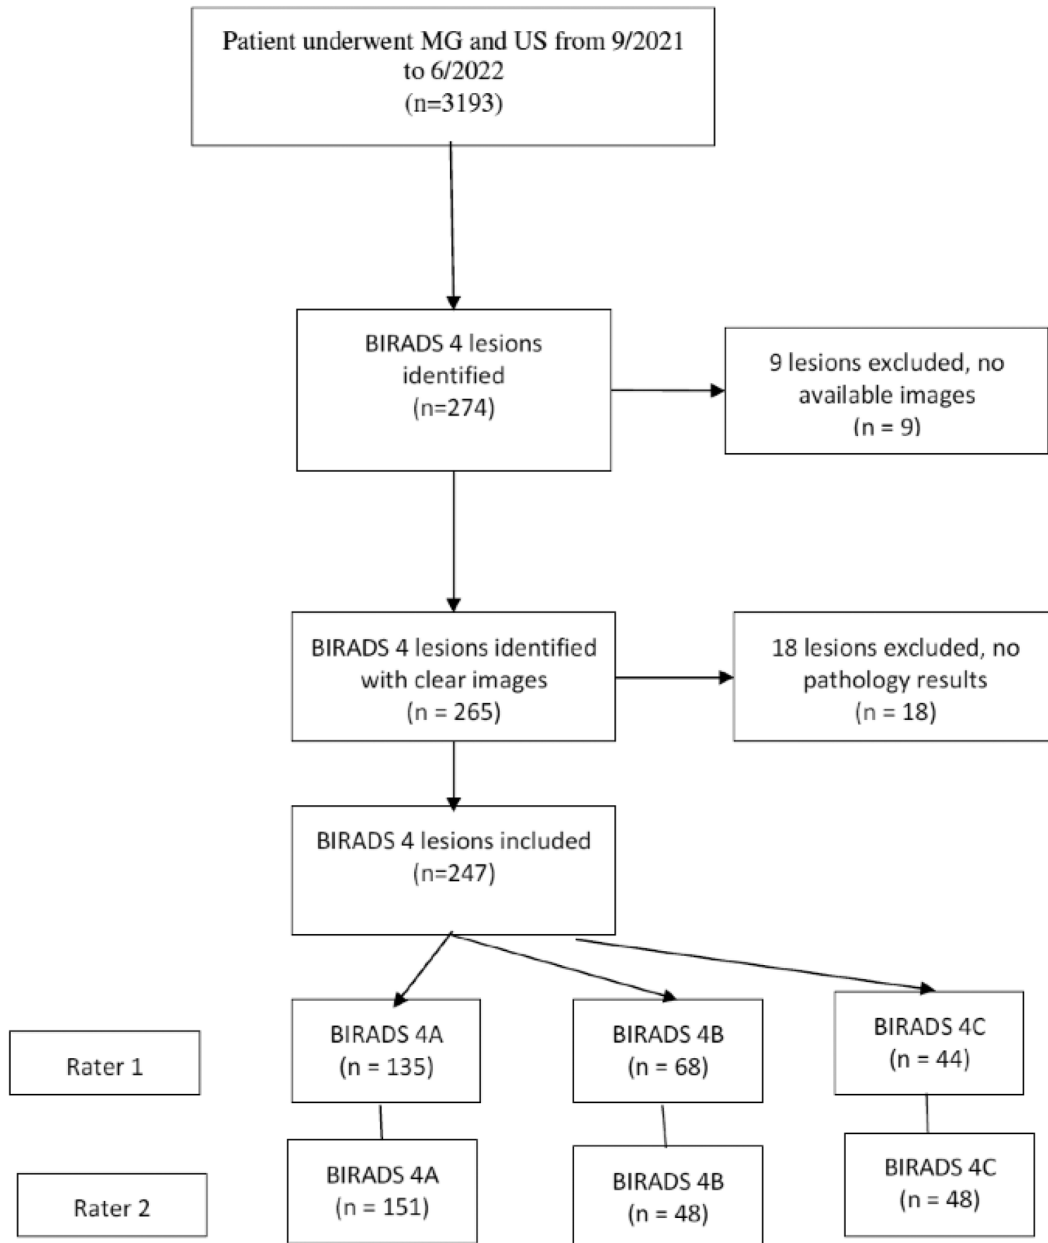 Patient underwent MG and US from 9/2021
to 6/2022
(n=3193)
BIRADS 4 lesions
identified
(n=274)
9 lesions excluded, no
available images
(n = 9)
BIRADS 4 lesions identified
with clear images
(n = 265)
18 lesions excluded, no
pathology results
(n = 18)
BIRADS 4 lesions included
(n=247)
Rater 1
BIRADS 4A
(n = 135)
BIRADS 4B
(n = 68)
BIRADS 4C
(n = 44)
Rater 2
BIRADS 4A
(n = 151)
BIRADS 4B
(n = 48)
BIRADS 4C
(n = 48)